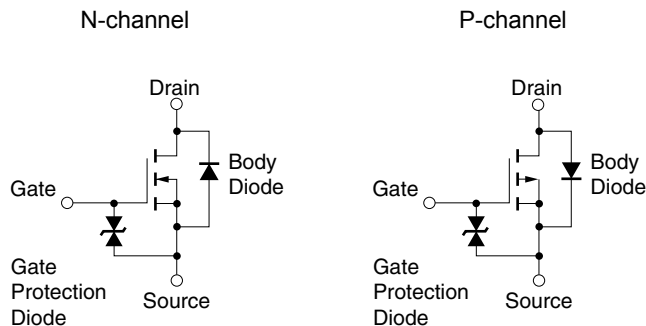 N-channel
Drain
Body
Diode
Gate
Gate
Protection
Diode
Source
P-channel
Drain
Body
Diode
Gate
Gate
Protection
Diode
Source